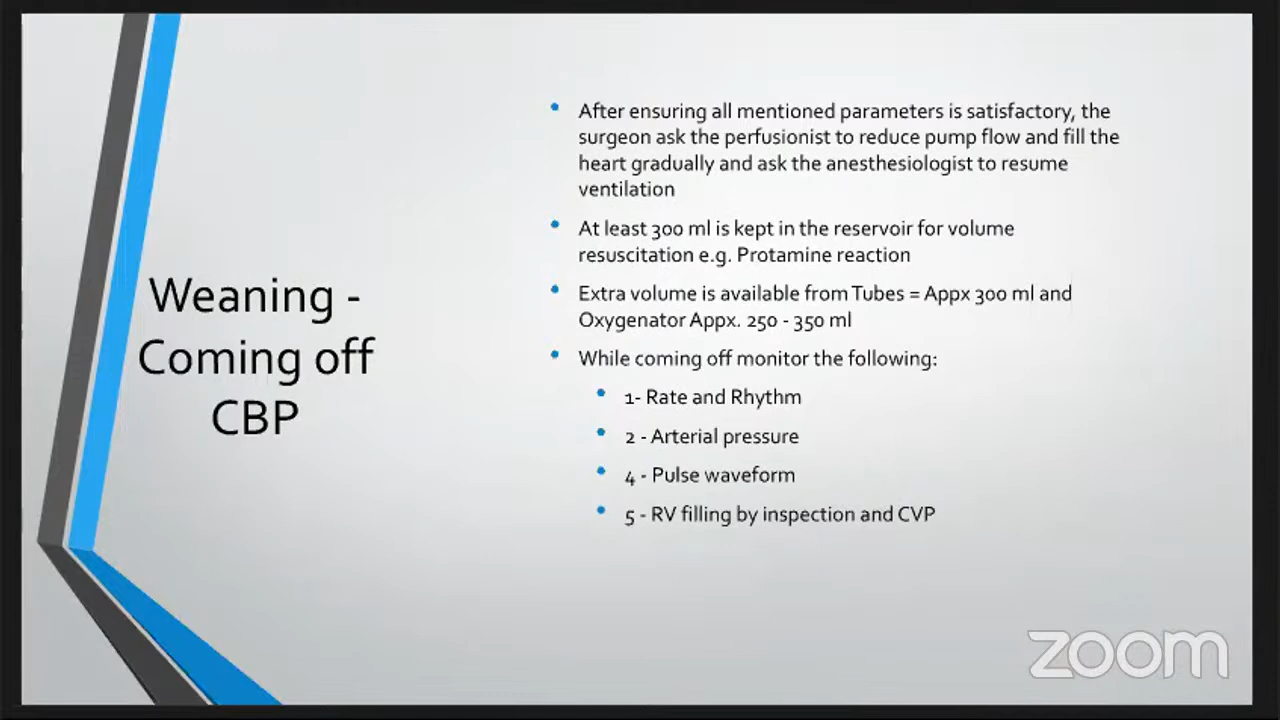 Weaning -
Coming off
CBP
After ensuring all mentioned parameters is satisfactory, the
surgeon ask the perfusionist to reduce pump flow and fill the
heart gradually and ask the anesthesiologist to resume
ventilation
At least 300 ml is kept in the reservoir for volume
resuscitation e.g. Protamine reaction
Extra volume is available from Tubes = Appx 300 ml and
Oxygenator Appx. 250 - 350 ml
While coming off monitor the following:
1- Rate and Rhythm
2 - Arterial pressure
4 - Pulse waveform
5 - RV filling by inspection and CVP
zoom